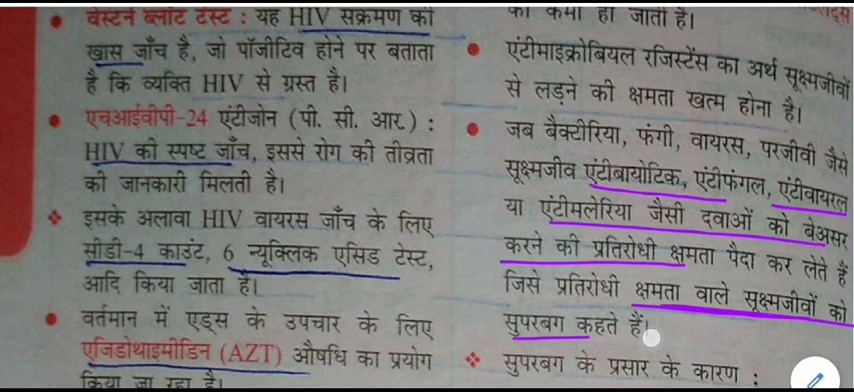 वेस्टर्न ब्लॉट टेस्ट : यह HIV सक्रमण की
खास जाँच है, जो पॉजीटिव होने पर बताता
है कि व्यक्ति HIV से ग्रस्त है।
एचआईवीपी-24 एंटीजोन (पी. सी. आर.) :
HIV की स्पष्ट जाँच, इससे रोग की तीव्रता
की जानकारी मिलती है।
इसके अलावा HIV वायरस जाँच के लिए
सीडी-4 काउंट, 6 न्यूक्लिक एसिड टेस्ट,
आदि किया जाता है।
वर्तमान में एड्स के उपचार के लिए
एजिडोथाइमीडिन (AZT) औषधि का प्रयोग
किया जा रहा है।
की कमी हो जाती है।
एंटीमाइक्रोबियल रजिस्टेंस का अर्थ सूक्ष्मजीवों
से लड़ने की क्षमता खत्म होना है।
जब बैक्टीरिया, फंगी, वायरस, परजीवी जैसे
सूक्ष्मजीव एंटीबायोटिक, एंटीफंगल, एंटीवायरल
या एंटीमलेरिया जैसी दवाओं को बेअसर
करने की प्रतिरोधी क्षमता पैदा कर लेते हैं
जिसे प्रतिरोधी क्षमता वाले सूक्ष्मजीवों को
सुपरबग कहते हैं।
सुपरबग के प्रसार के कारण :